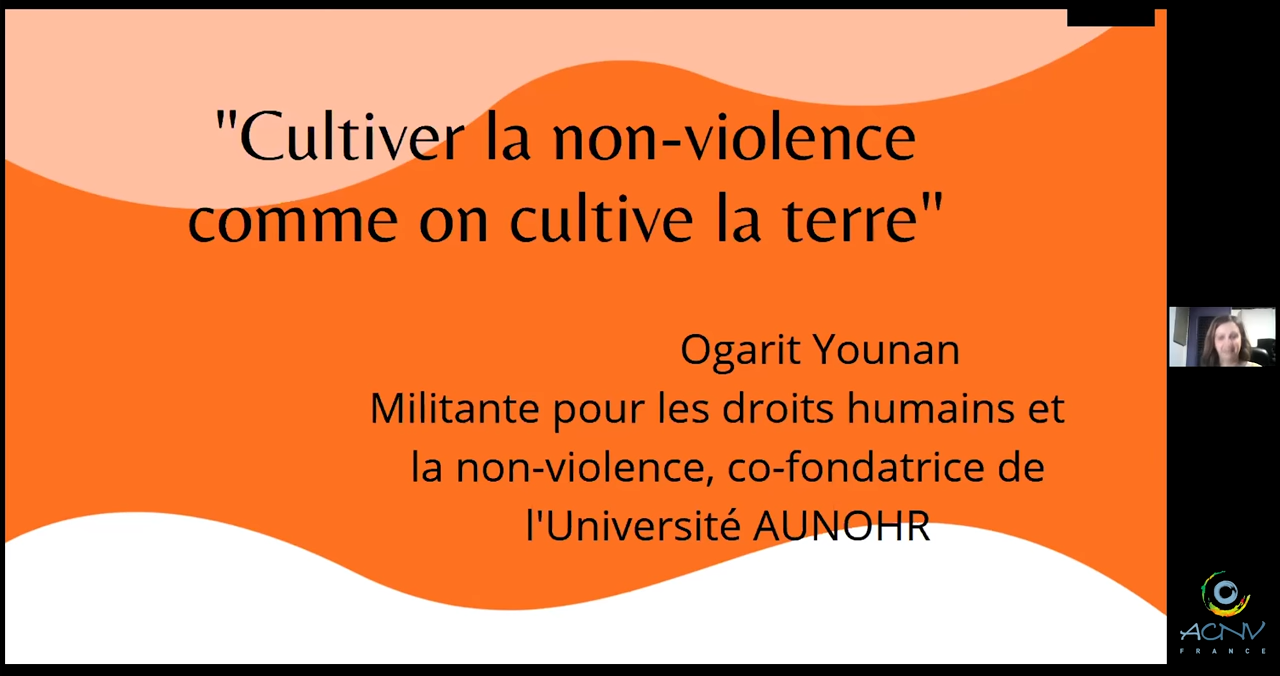 "Cultiver la non-violence
comme on cultive la terre"
Ogarit Younan
Militante pour les droits humains et
la non-violence, co-fondatrice de
l'Université AUNOHR
ACNV
FRANCE